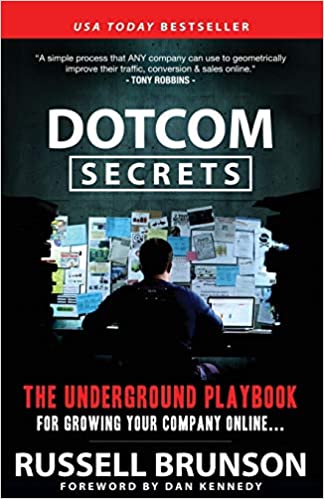 USA TODAY BESTSELLER
"A simple process that ANY company can use to geometrically
improve their traffic, conversion & sales online."
- TONY ROBBINS -
DOTCOM
SECRETS
THE UNDERGROUND PLAYBOOK
FOR GROWING YOUR COMPANY ONLINE...
RUSSELL BRUNSON
FOREWORD BY DAN KENNEDY